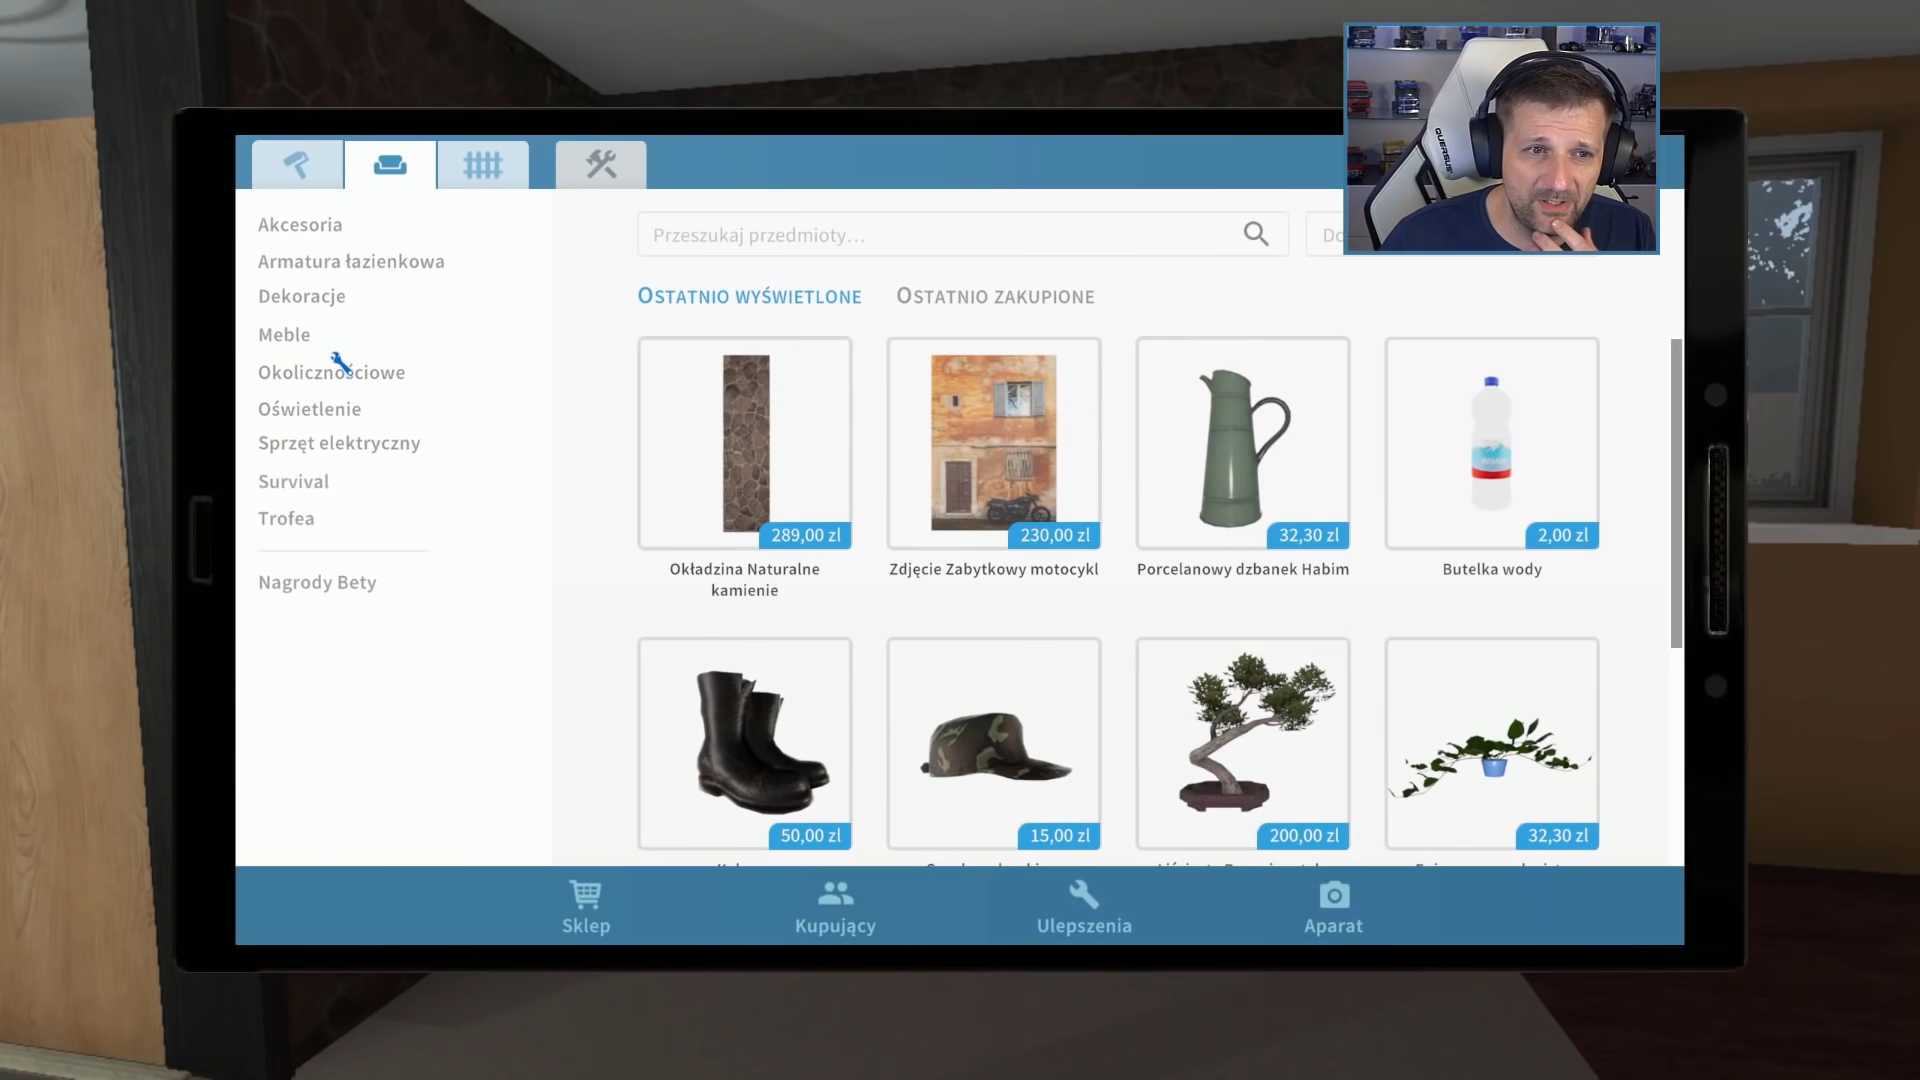 QUERSUS
Akcesoria
Armatura łazienkowa
Dekoracje
Meble
Okolicznościowe
Oświetlenie
Sprzęt elektryczny
Survival
Trofea
Nagrody Bety
Przeszukaj przedmioty...
Do
OSTATNIO WYŚWIETLONE
OSTATNIO ZAKUPIONE
289,00 zl
Okładzina Naturalne
kamienie
230,00 zl
Zdjęcie Zabytkowy motocykl
32,30 zl
Porcelanowy dzbanek Habim
Water
2,00 zl
Butelka wody
50,00 zl
15,00 zl
200,00 zl
32,30 zl
Sklep
Kupujący
Ulepszenia
Aparat